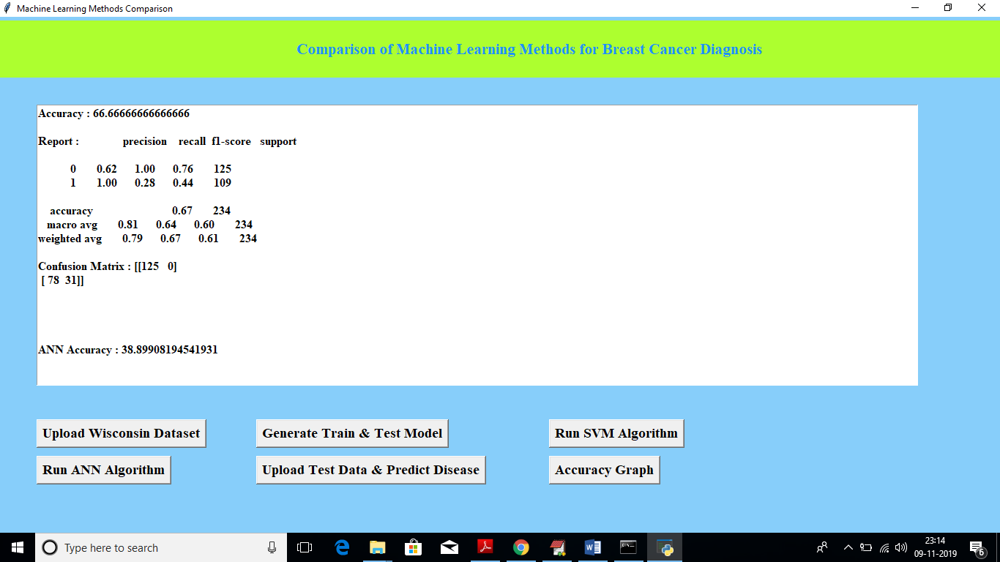 Machine Learning Methods Comparison
Comparison of Machine Learning Methods for Breast Cancer Diagnosis
Accuracy : 66.66666666666666
Report : precision recall f1-score support
0 0.62 1.00 0.76 125
1 1.00 0.28 0.44 109
accuracy 0.67 234
macro avg 0.81 0.64 0.60 234
weighted avg 0.79 0.67 0.61 234
Confusion Matrix : [[125 0]
[ 78 31]]
ANN Accuracy : 38.89908194541931
Upload Wisconsin Dataset Generate Train & Test Model Run SVM Algorithm
Run ANN Algorithm Upload Test Data & Predict Disease Accuracy Graph
Type here to search
23:14
09-11-2019
6